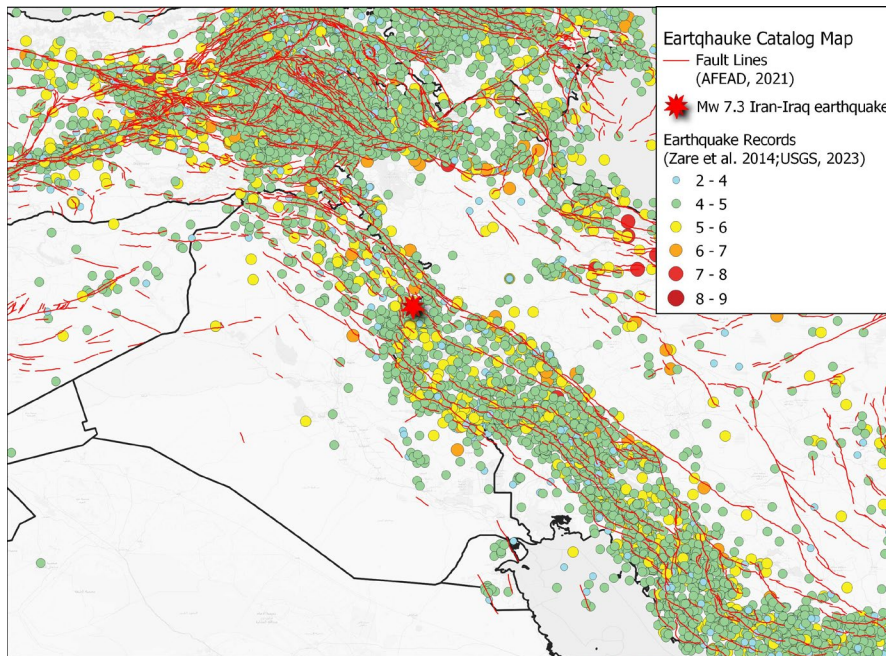 Eartqhauke Catalog Map
Fault Lines
(AFEAD, 2021)
Mw 7.3 Iran-Iraq earthquake
Earthquake Records
(Zare et al. 2014;USGS, 2023)
2 - 4
4 - 5
5 - 6
6 - 7
7 - 8
8 - 9